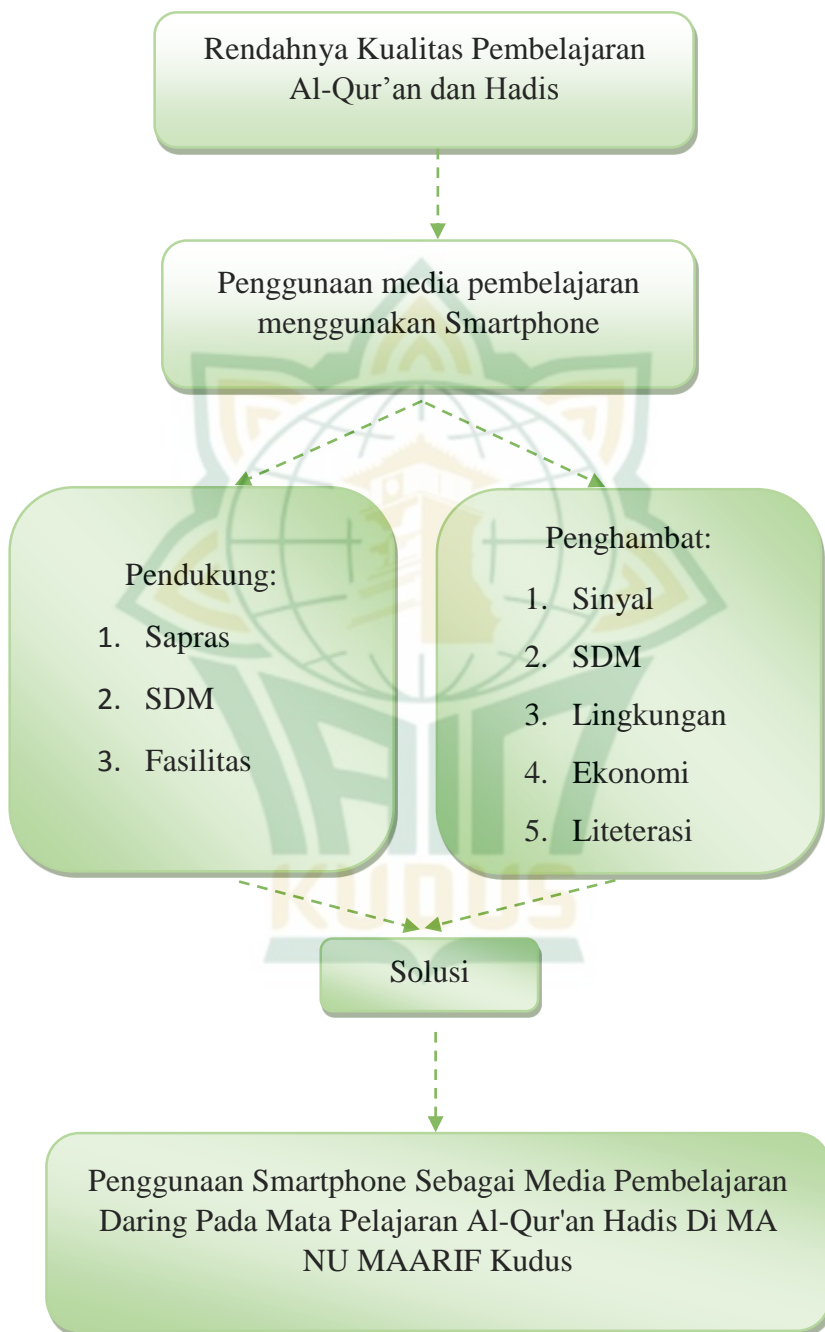 Rendahnya Kualitas Pembelajaran
Al-Qur’an dan Hadis
Penggunaan media pembelajaran
menggunakan Smartphone
Pendukung:
1. Sapras
2. SDM
3. Fasilitas
Penghambat:
1. Sinyal
2. SDM
3. Lingkungan
4. Ekonomi
5. Liteterasi
IAIN
KUDUS
Solusi
Penggunaan Smartphone Sebagai Media Pembelajaran
Daring Pada Mata Pelajaran Al-Qur'an Hadis Di MA
NU MAARIF Kudus